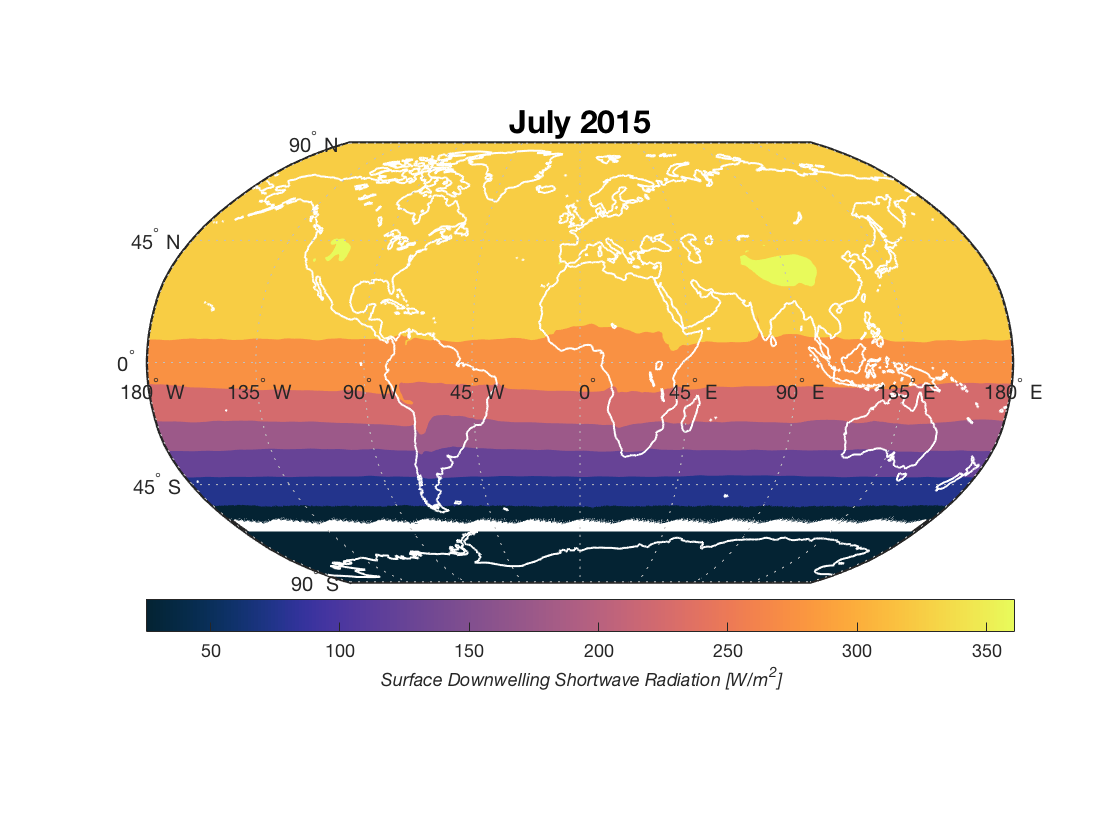 July 2015
90° N
45° N
0°
180° W 135° W 90° W 45° W 0° 45° E 90° E 135° E 180° E
45° S
90° S
50 100 150 200 250 300 350
Surface Downwelling Shortwave Radiation [W/m²]